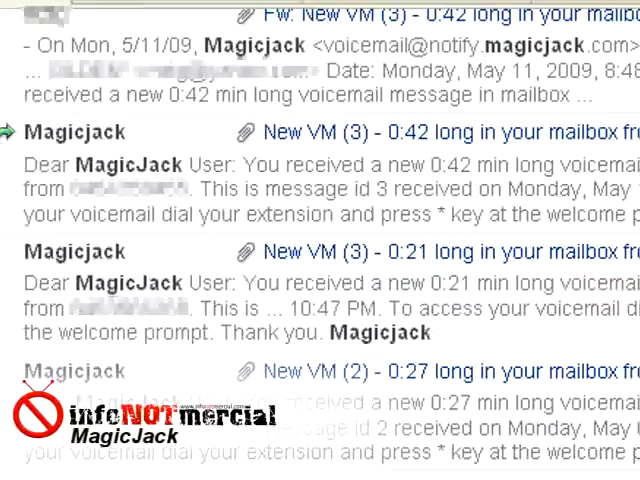 Fw: New VM (3) - 0:42 long in your mailbo
- On Mon, 5/11/09, Magicjack <voicemail@notify.magicjack.com>
... Date: Monday, May 11, 2009, 8:48
received a new 0:42 min long voicemail message in mailbox ...
Magicjack New VM (3) - 0:42 long in your mailbox fro
Dear MagicJack User: You received a new 0:42 min long voicemai
from . This is message id 3 received on Monday, May 1
your voicemail dial your extension and press * key at the welcome p
Magicjack New VM (3) - 0:21 long in your mailbox fro
Dear MagicJack User: You received a new 0:21 min long voicemai
from . This is ... 10:47 PM. To access your voicemail di
the welcome prompt. Thank you. Magicjack
Magicjack New VM (2) - 0:27 long in your mailbox fro
MagicJack received a new 0:27 min long voicemai
message id 2 received on Monday, May 0
infoNOTmercial
MagicJack
your voicemail dial your extension and press * key at the welcome p